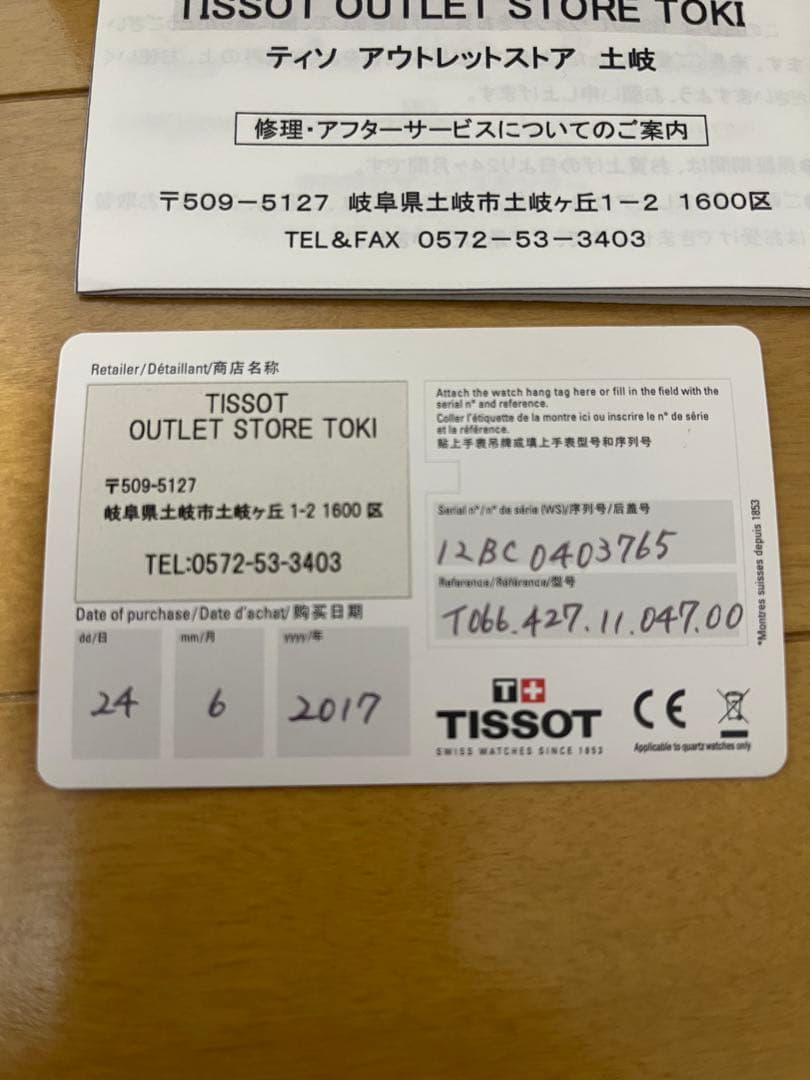 TISSOT OUTLET STORE TOKI
ティソ アウトレットストア 土岐
修理・アフターサービスについてのご案内
〒509－5127 岐阜県土岐市土岐ヶ丘1－2 1600区
TEL＆FAX 0572－53－3403
Retailer/Détaillant/商店名称
TISSOT
OUTLET STORE TOKI
〒509-5127
岐阜県土岐市土岐ヶ丘 1-2 1600 区
TEL:0572-53-3403
Date of purchase/Date d'achat/购买日期
dd/日 mm/月 yyyy/年
24 6 2017
Attach the watch hang tag here or fill in the field with the
serial n° and reference.
Coller l'étiquette de la montre ici ou inscrire le n° de série
et la référence.
贴上手表吊牌或填上手表型号和序列号
Serial n°/n° de série (WS)/序列号/后盖号
12BC0403765
Reference/Référence/型号
T066.427.11.047.00
T+
TISSOT
SWISS WATCHES SINCE 1853
CE
Applicable to quartz watches only
*Montres suisses depuis 1853